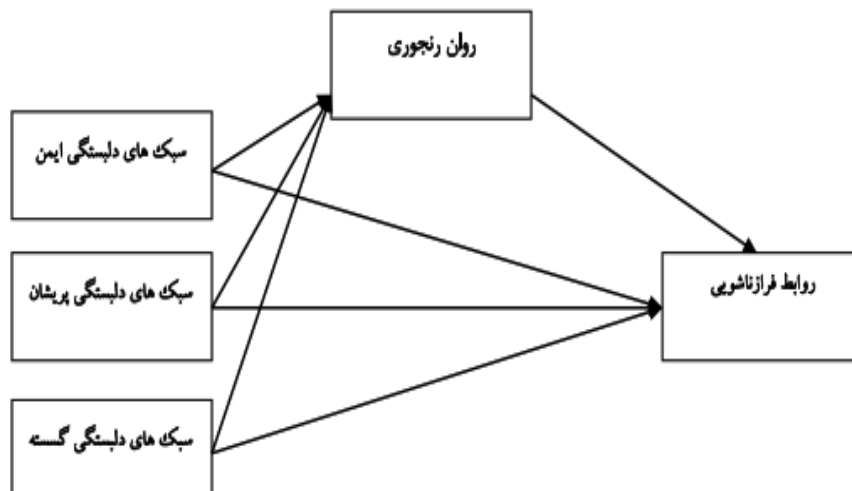 روان رنجوری
سبک های دلبستگی ایمن
سبک های دلبستگی پریشان
روابط فرازناشویی
سبک های دلبستگی گسسته